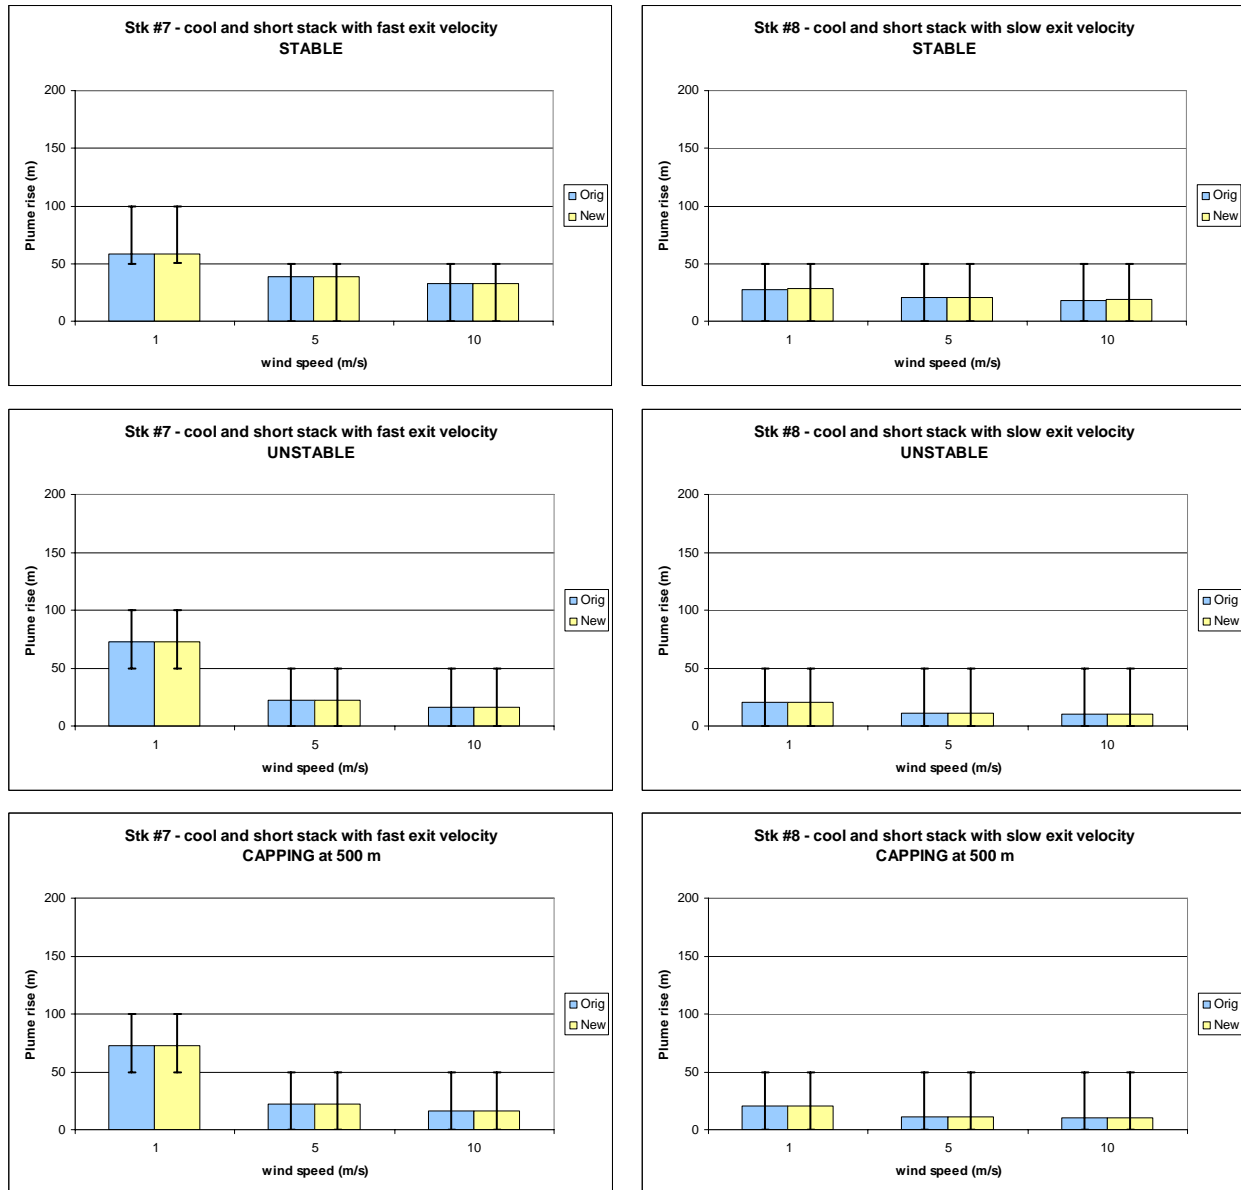 Stk #7 - cool and short stack with fast exit velocity
STABLE
200
150
100
50
0
Plume rise (m)
1
5
10
wind speed (m/s)
Orig
New
Stk #8 - cool and short stack with slow exit velocity
STABLE
200
150
100
50
0
Plume rise (m)
1
5
10
wind speed (m/s)
Orig
New
Stk #7 - cool and short stack with fast exit velocity
UNSTABLE
200
150
100
50
0
Plume rise (m)
1
5
10
wind speed (m/s)
Orig
New
Stk #8 - cool and short stack with slow exit velocity
UNSTABLE
200
150
100
50
0
Plume rise (m)
1
5
10
wind speed (m/s)
Orig
New
Stk #7 - cool and short stack with fast exit velocity
CAPPING at 500 m
200
150
100
50
0
Plume rise (m)
1
5
10
wind speed (m/s)
Orig
New
Stk #8 - cool and short stack with slow exit velocity
CAPPING at 500 m
200
150
100
50
0
Plume rise (m)
1
5
10
wind speed (m/s)
Orig
New